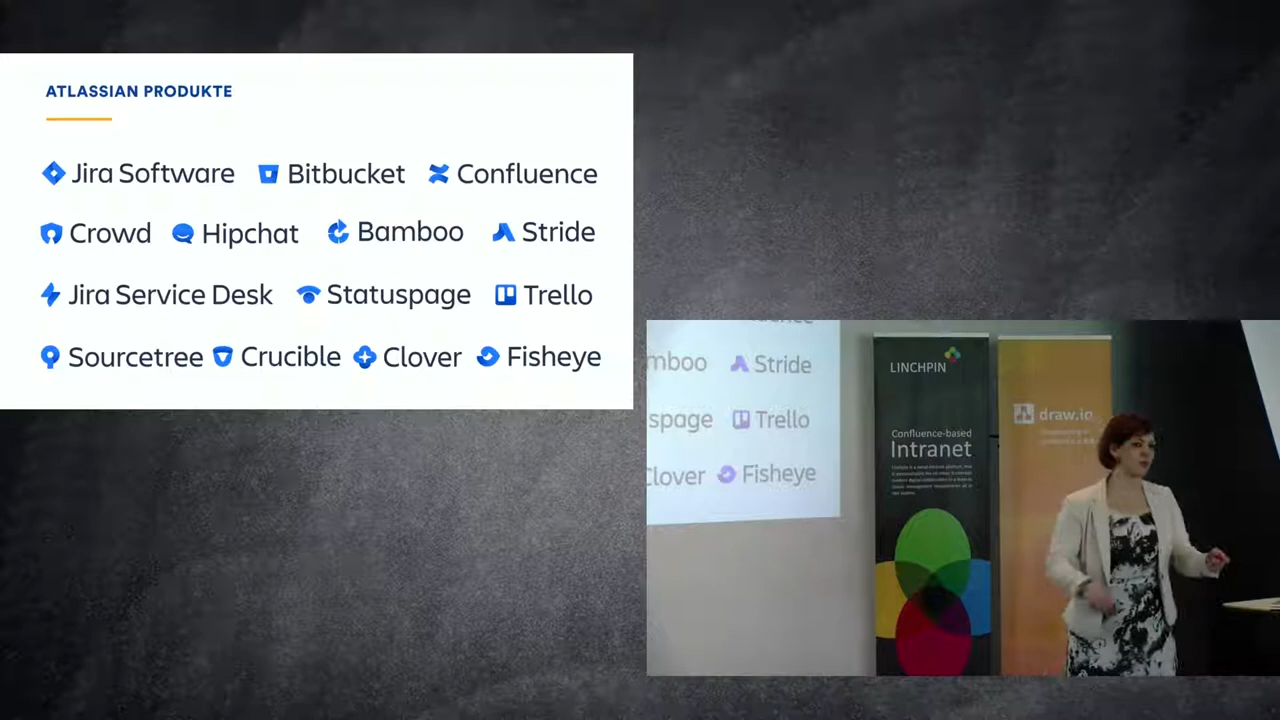 ATLASSIAN PRODUKTE
Jira Software Bitbucket Confluence
Crowd Hipchat Bamboo Stride
Jira Service Desk Statuspage Trello
Sourcetree Crucible Clover Fisheye
mboo Stride
spage Trello
Clover Fisheye
LINCHPIN
Confluence-based
Intranet
draw.io